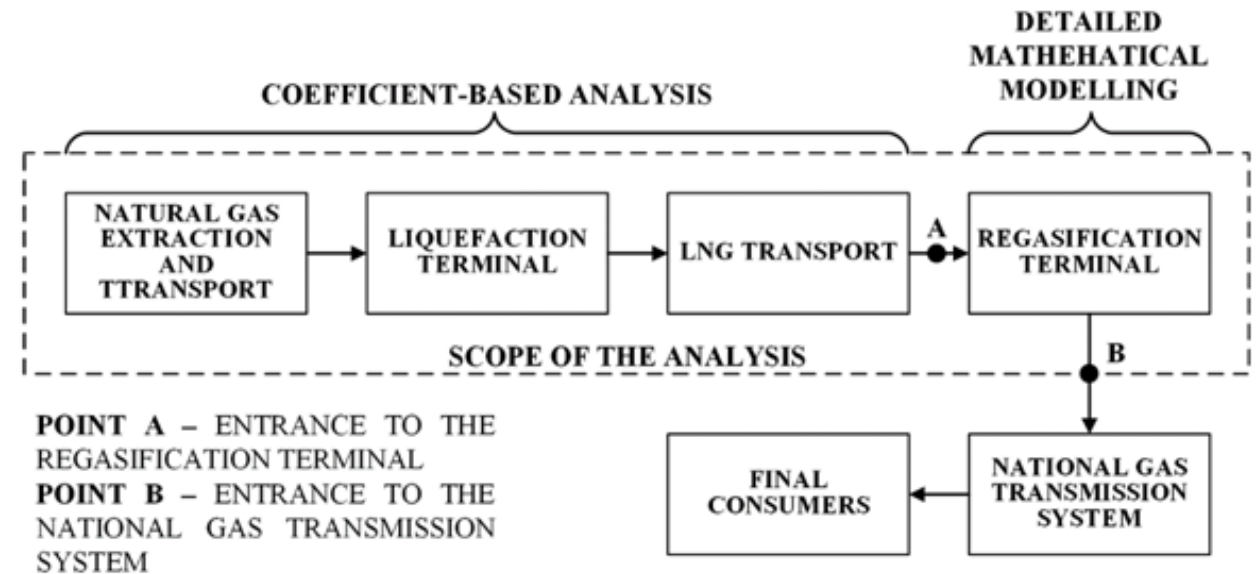 DETAILED
MATHEHATICAL
MODELLING
COEFFICIENT-BASED ANALYSIS
NATURAL GAS
EXTRACTION
AND
TTRANSPORT
LIQUEFACTION
TERMINAL
LNG TRANSPORT
A
REGASIFICATION
TERMINAL
SCOPE OF THE ANALYSIS
B
POINT A – ENTRANCE TO THE
REGASIFICATION TERMINAL
POINT B – ENTRANCE TO THE
NATIONAL GAS TRANSMISSION
SYSTEM
FINAL
CONSUMERS
NATIONAL GAS
TRANSMISSION
SYSTEM